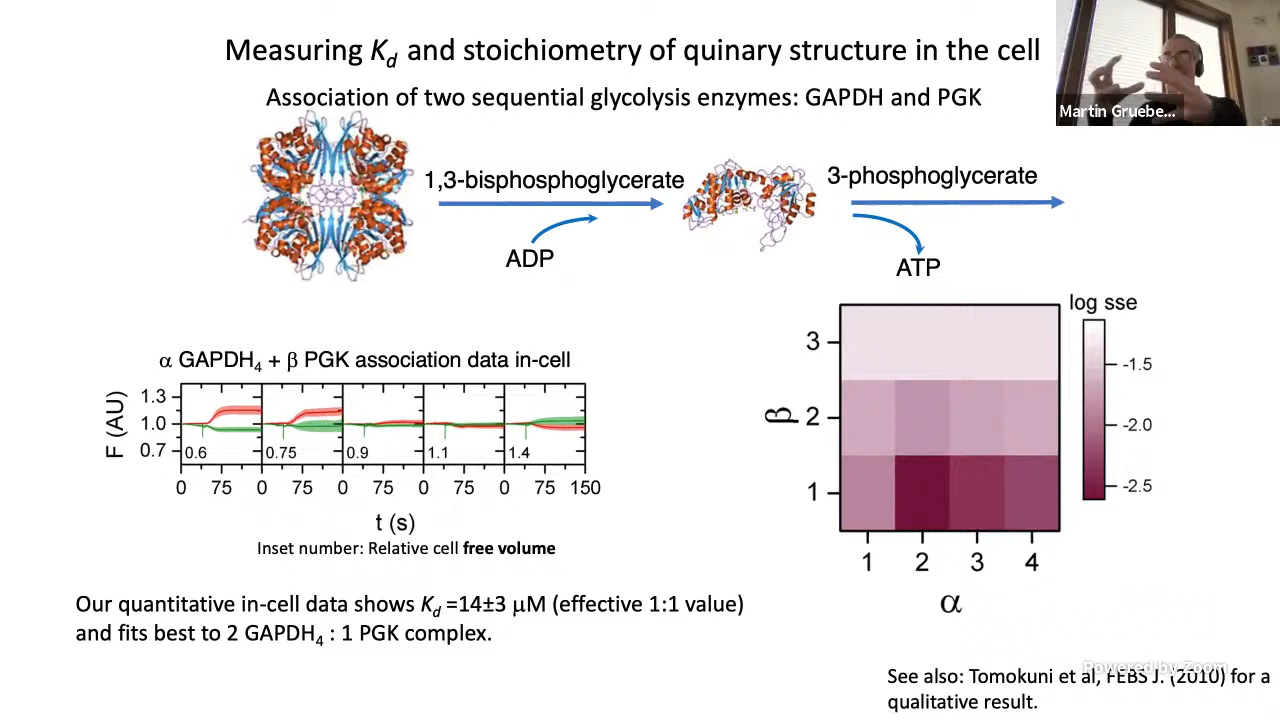 Measuring Kd and stoichiometry of quinary structure in the cell
Martin Gruebe...
Association of two sequential glycolysis enzymes: GAPDH and PGK
1,3-bisphosphoglycerate
3-phosphoglycerate
ADP
ATP
α GAPDH4 + β PGK association data in-cell
F (AU)
1.3
1.0
0.7
0.6
0.75
0.9
1.1
1.4
0 75 0 75 0 75 0 75 0 75 150
t (s)
Inset number: Relative cell free volume
log sse
-1.5
-2.0
-2.5
β
3
2
1
1 2 3 4
α
Our quantitative in-cell data shows Kd =14±3 μM (effective 1:1 value)
and fits best to 2 GAPDH4 : 1 PGK complex.
Powered by Zoom
See also: Tomokuni et al, FEBS J. (2010) for a
qualitative result.